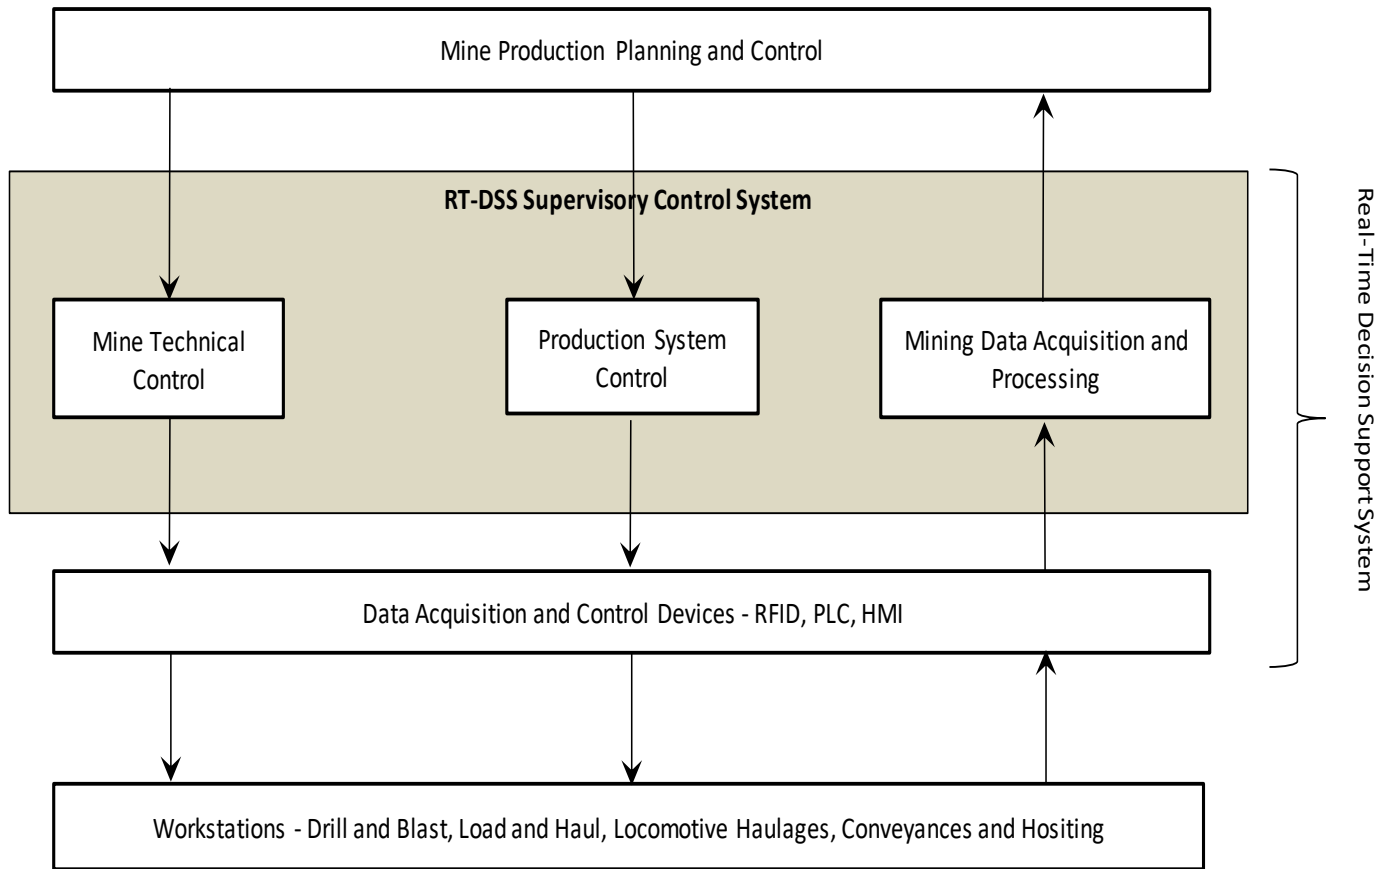 Mine Production Planning and Control
RT-DSS Supervisory Control System
Mine Technical
Control
Production System
Control
Mining Data Acquisition and
Processing
Real-Time Decision Support System
Data Acquisition and Control Devices - RFID, PLC, HMI
Workstations - Drill and Blast, Load and Haul, Locomotive Haulages, Conveyances and Hositing